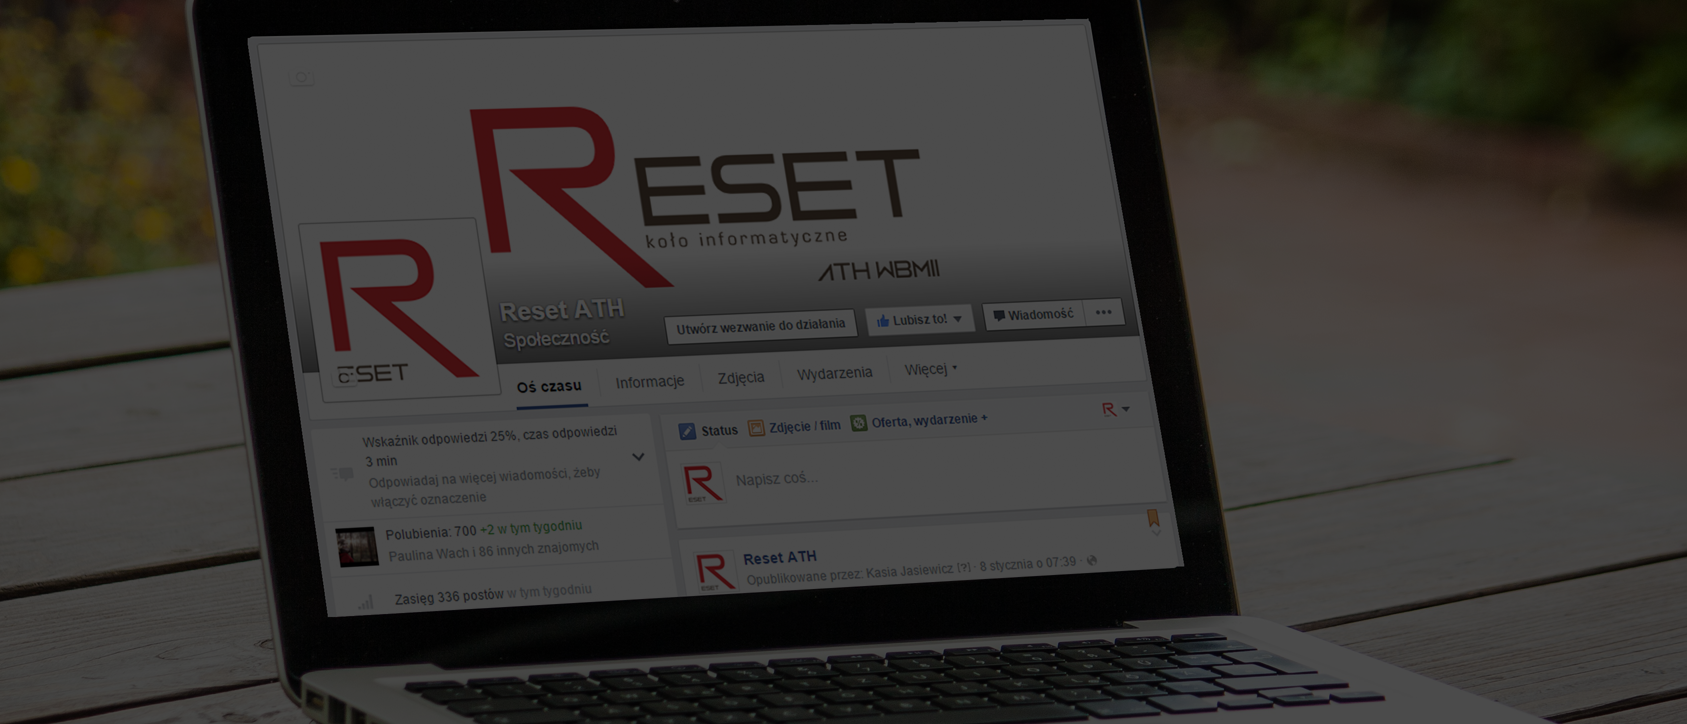 RESET
koło informatyczne
ATH WBMII
RESET
Reset ATH
Społeczność
Utwórz wezwanie do działania
Lubisz to!
Wiadomość
Oś czasu
Informacje
Zdjęcia
Wydarzenia
Więcej
Wskaźnik odpowiedzi 25%, czas odpowiedzi
3 min
Odpowiadaj na więcej wiadomości, żeby
włączyć oznaczenie
Polubienia: 700 +2 w tym tygodniu
Paulina Wach i 86 innych znajomych
Zasięg 336 postów w tym tygodniu
Status
Zdjęcie / film
Oferta, wydarzenie +
R
RESET
Napisz coś...
RESET
Reset ATH
Opublikowane przez: Kasia Jasiewicz [?] · 8 stycznia o 07:39 ·